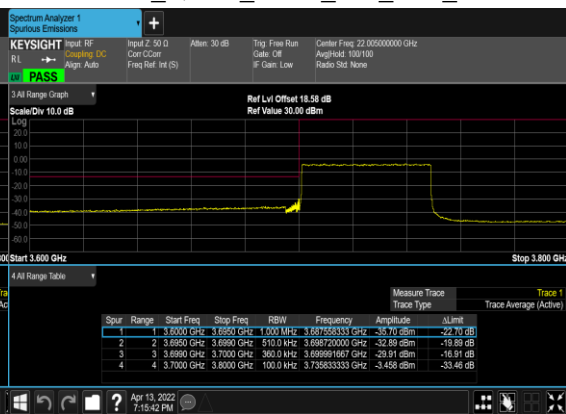 Spectrum Analyzer 1
Spurious Emissions
+
KEYSIGHT Input: RF Input Z: 50 Ω Atten: 30 dB Trig: Free Run Center Freq: 22.005000000 GHz
RL Coupling: DC Corr CCorr Gate: Off Avg|Hold: 100/100
Align: Auto Freq Ref: Int (S) IF Gain: Low Radio Std: None
PASS
3 All Range Graph
Ref Lvl Offset 18.58 dB
Scale/Div 10.0 dB Ref Value 30.00 dBm
Log
20.0
10.0
0.00
-10.0
-20.0
-30.0
-40.0
-50.0
-60.0
Start 3.600 GHz Stop 3.800 GHz
4 All Range Table
Measure Trace Trace 1
Trace Type Trace Average (Active)
Spur Range Start Freq Stop Freq RBW Frequency Amplitude ΔLimit
1 1 3.6000 GHz 3.6950 GHz 1.000 MHz 3.687558333 GHz -35.70 dBm -22.70 dB
2 2 3.6950 GHz 3.6990 GHz 510.0 kHz 3.698720000 GHz -32.89 dBm -19.89 dB
3 3 3.6990 GHz 3.7000 GHz 360.0 kHz 3.699991667 GHz -29.91 dBm -16.91 dB
4 4 3.7000 GHz 3.8000 GHz 100.0 kHz 3.735833333 GHz -3.458 dBm -33.46 dB
? Apr 13, 2022
7:15:42 PM